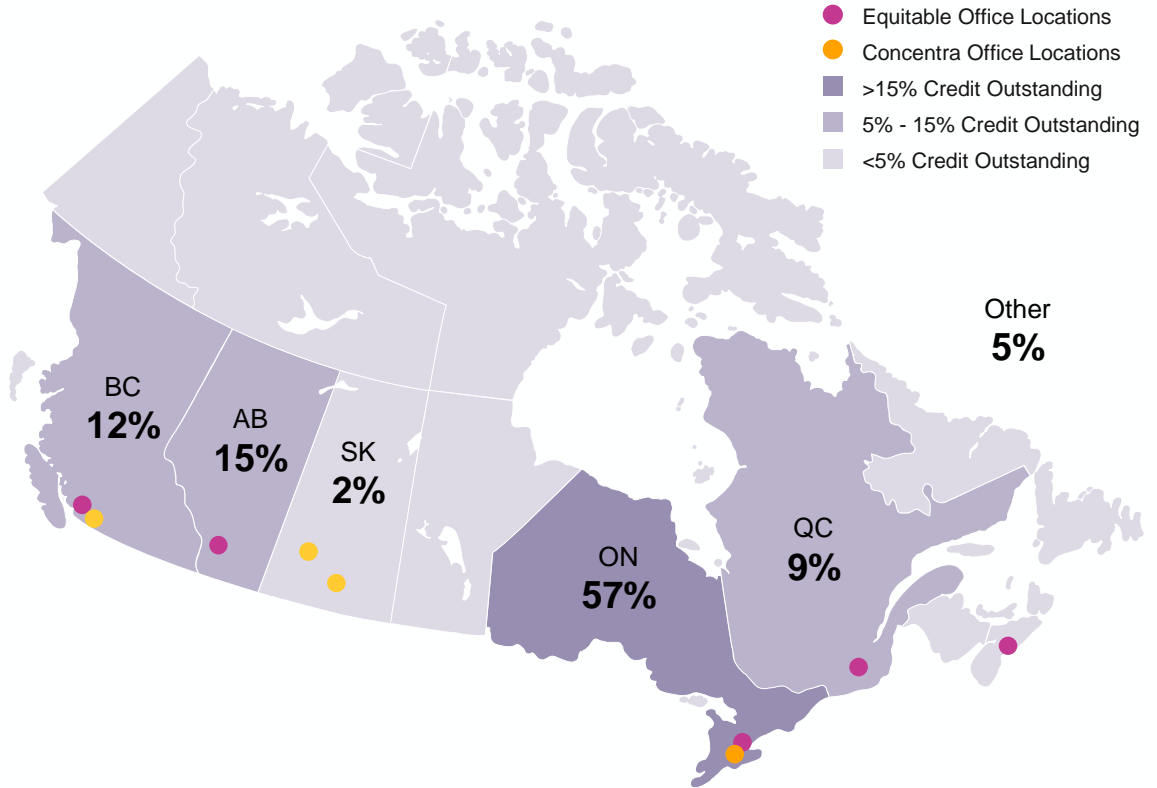 Equitable Office Locations
Concentra Office Locations
>15% Credit Outstanding
5% - 15% Credit Outstanding
<5% Credit Outstanding
Other
5%
BC
12%
AB
15%
SK
2%
ON
57%
QC
9%